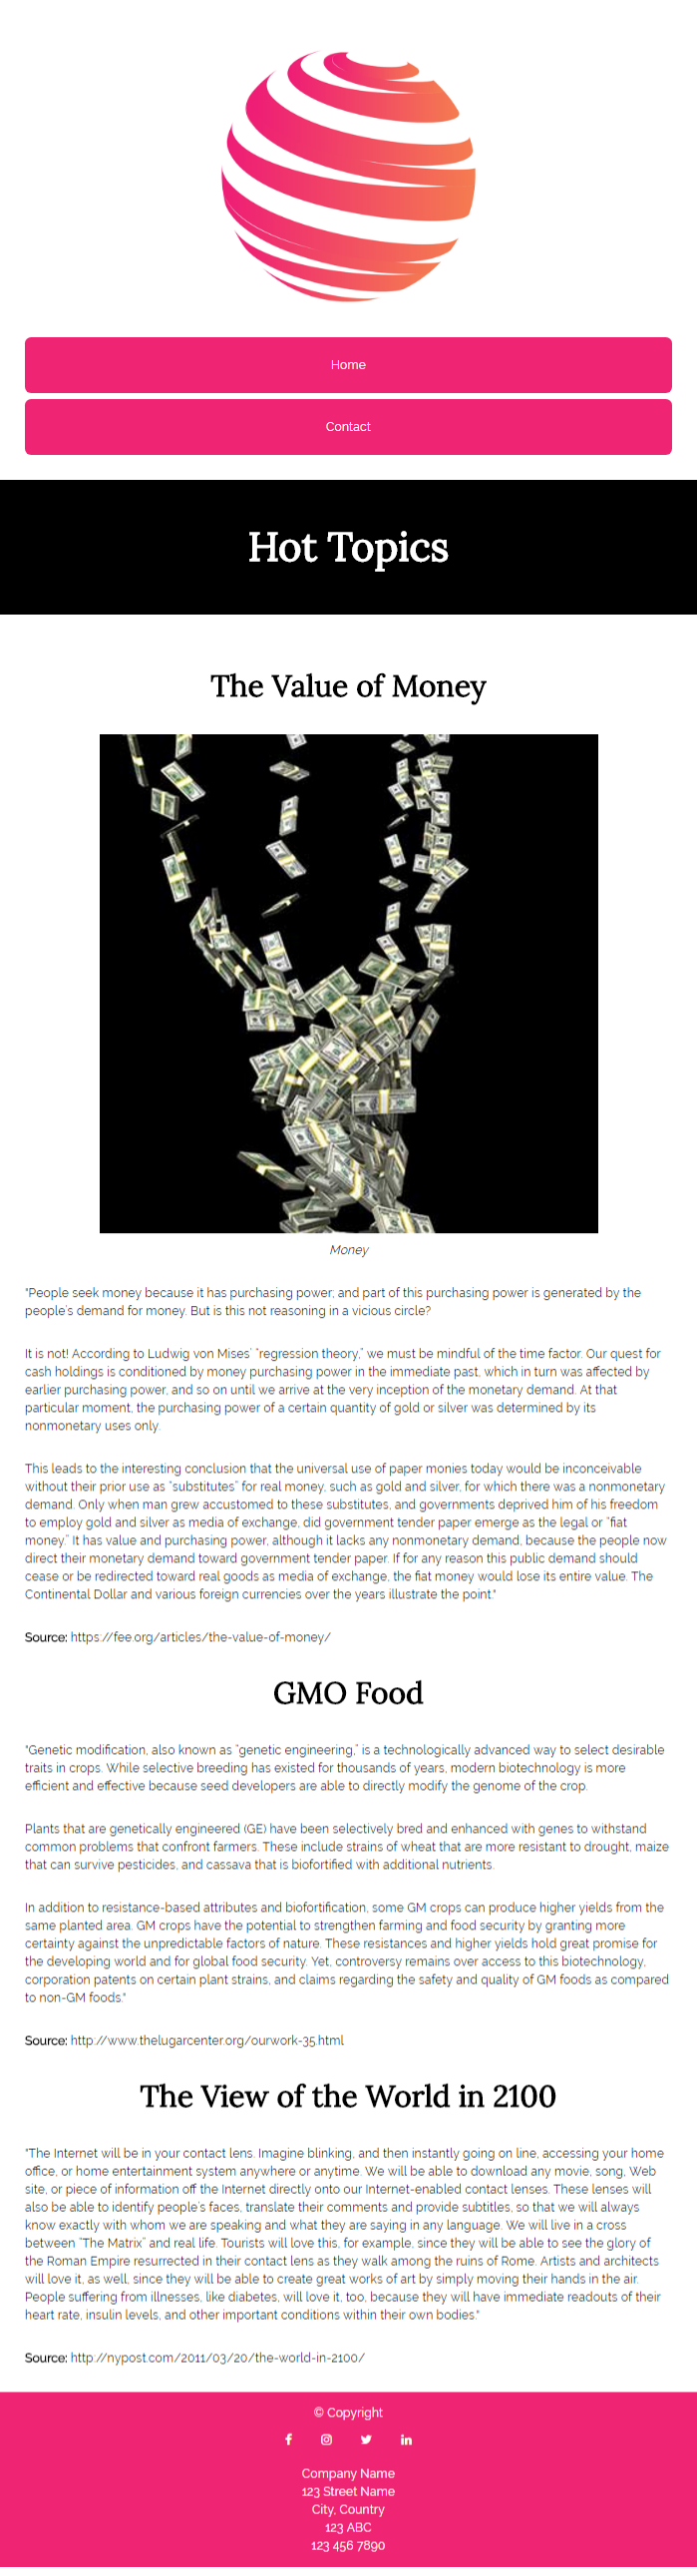 Home
Contact
Hot Topics
The Value of Money
Money
"People seek money because it has purchasing power; and part of this purchasing power is generated by the
people's demand for money. But is this not reasoning in a vicious circle?
It is not! According to Ludwig von Mises' "regression theory," we must be mindful of the time factor. Our quest for
cash holdings is conditioned by money purchasing power in the immediate past, which in turn was affected by
earlier purchasing power, and so on until we arrive at the very inception of the monetary demand. At that
particular moment, the purchasing power of a certain quantity of gold or silver was determined by its
nonmonetary uses only.
This leads to the interesting conclusion that the universal use of paper monies today would be inconceivable
without their prior use as "substitutes" for real money, such as gold and silver, for which there was a nonmonetary
demand. Only when man grew accustomed to these substitutes, and governments deprived him of his freedom
to employ gold and silver as media of exchange, did government tender paper emerge as the legal or "fiat
money." It has value and purchasing power, although it lacks any nonmonetary demand, because the people now
direct their monetary demand toward government tender paper. If for any reason this public demand should
cease or be redirected toward real goods as media of exchange, the fiat money would lose its entire value. The
Continental Dollar and various foreign currencies over the years illustrate the point."
Source: https://fee.org/articles/the-value-of-money/
GMO Food
"Genetic modification, also known as "genetic engineering," is a technologically advanced way to select desirable
traits in crops. While selective breeding has existed for thousands of years, modern biotechnology is more
efficient and effective because seed developers are able to directly modify the genome of the crop.
Plants that are genetically engineered (GE) have been selectively bred and enhanced with genes to withstand
common problems that confront farmers. These include strains of wheat that are more resistant to drought, maize
that can survive pesticides, and cassava that is biofortified with additional nutrients.
In addition to resistance-based attributes and biofortification, some GM crops can produce higher yields from the
same planted area. GM crops have the potential to strengthen farming and food security by granting more
certainty against the unpredictable factors of nature. These resistances and higher yields hold great promise for
the developing world and for global food security. Yet, controversy remains over access to this biotechnology,
corporation patents on certain plant strains, and claims regarding the safety and quality of GM foods as compared
to non-GM foods."
Source: http://www.thelugarcenter.org/ourwork-35.html
The View of the World in 2100
"The Internet will be in your contact lens. Imagine blinking, and then instantly going on line, accessing your home
office, or home entertainment system anywhere or anytime. We will be able to download any movie, song, Web
site, or piece of information off the Internet directly onto our Internet-enabled contact lenses. These lenses will
also be able to identify people's faces, translate their comments and provide subtitles, so that we will always
know exactly with whom we are speaking and what they are saying in any language. We will live in a cross
between "The Matrix" and real life. Tourists will love this, for example, since they will be able to see the glory of
the Roman Empire resurrected in their contact lens as they walk among the ruins of Rome. Artists and architects
will love it, as well, since they will be able to create great works of art by simply moving their hands in the air.
People suffering from illnesses, like diabetes, will love it, too, because they will have immediate readouts of their
heart rate, insulin levels, and other important conditions within their own bodies."
Source: http://nypost.com/2011/03/20/the-world-in-2100/
© Copyright
Company Name
123 Street Name
City, Country
123 ABC
123 456 7890